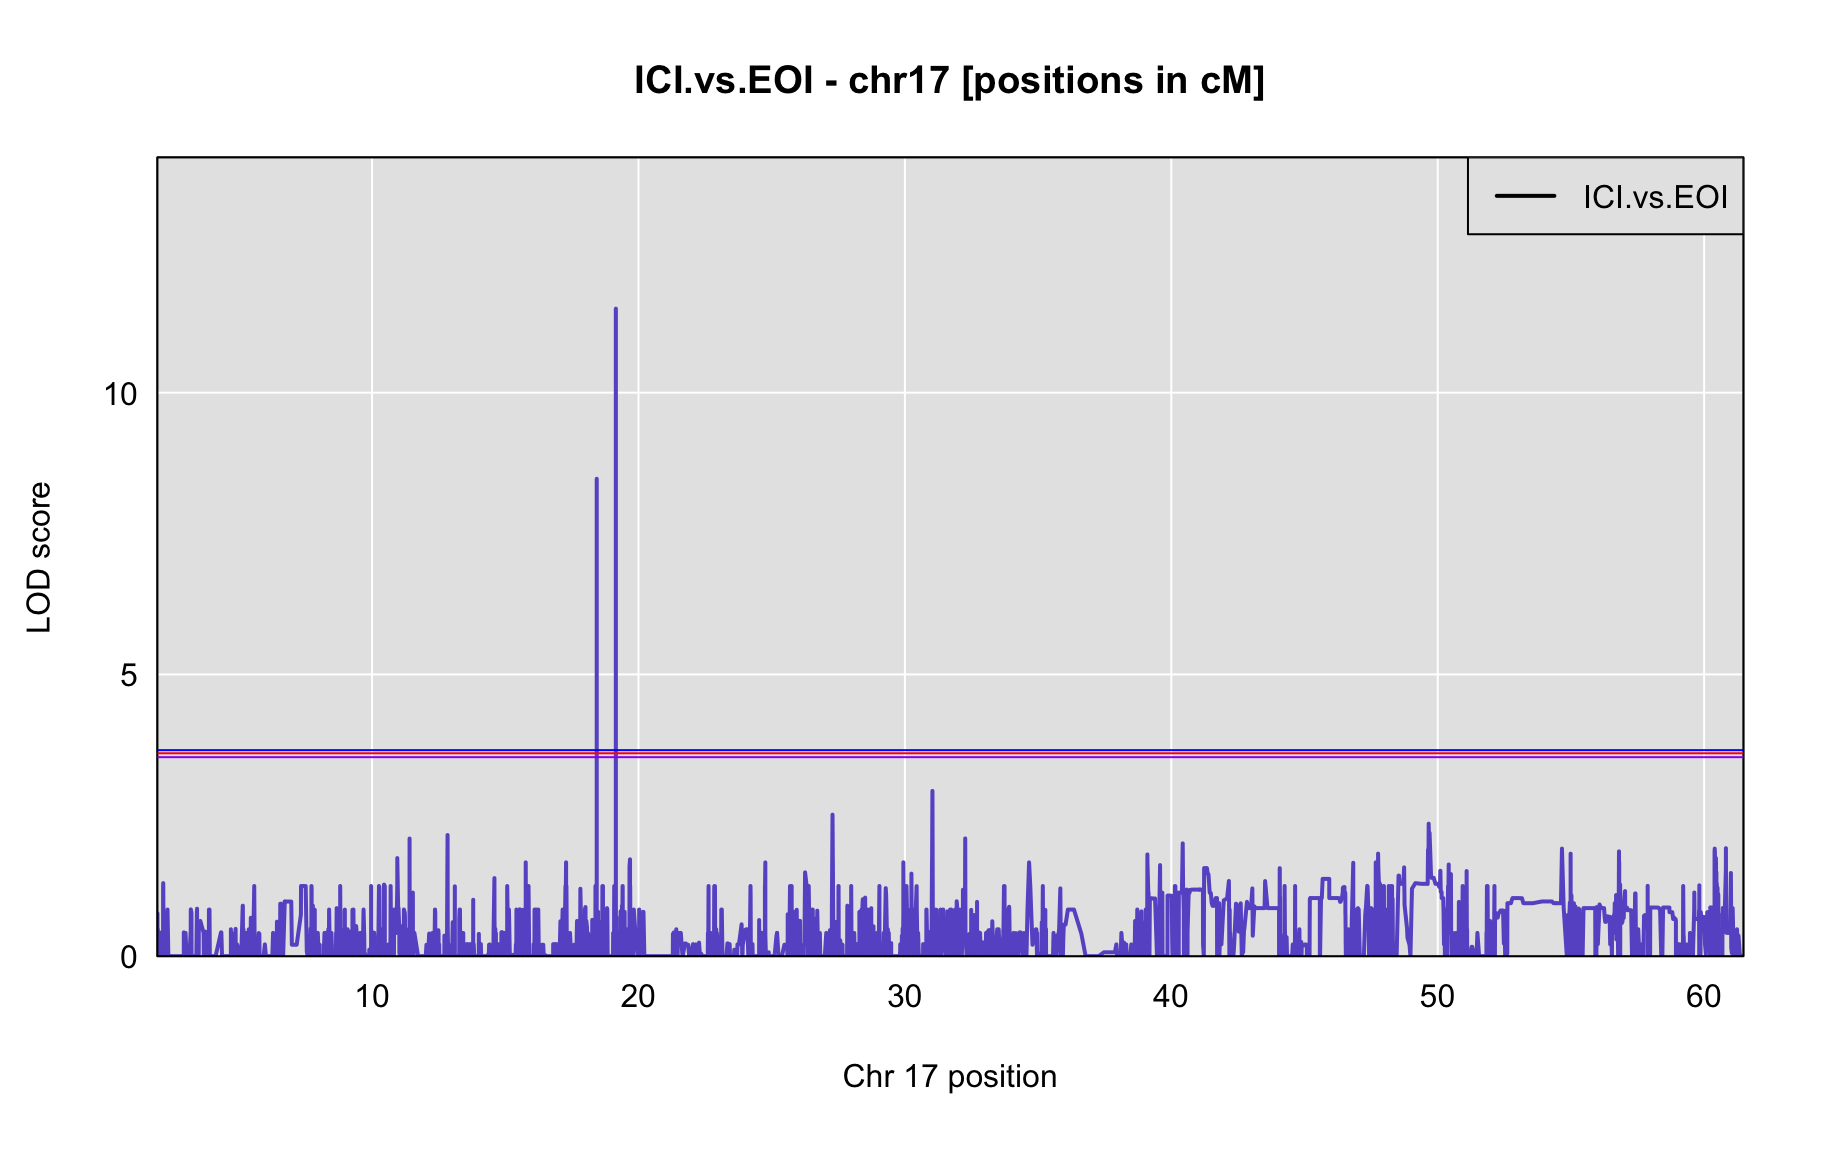 ICI.vs.EOI - chr17 [positions in cM]
ICI.vs.EOI
LOD score
10
5
0
10 20 30 40 50 60
Chr 17 position